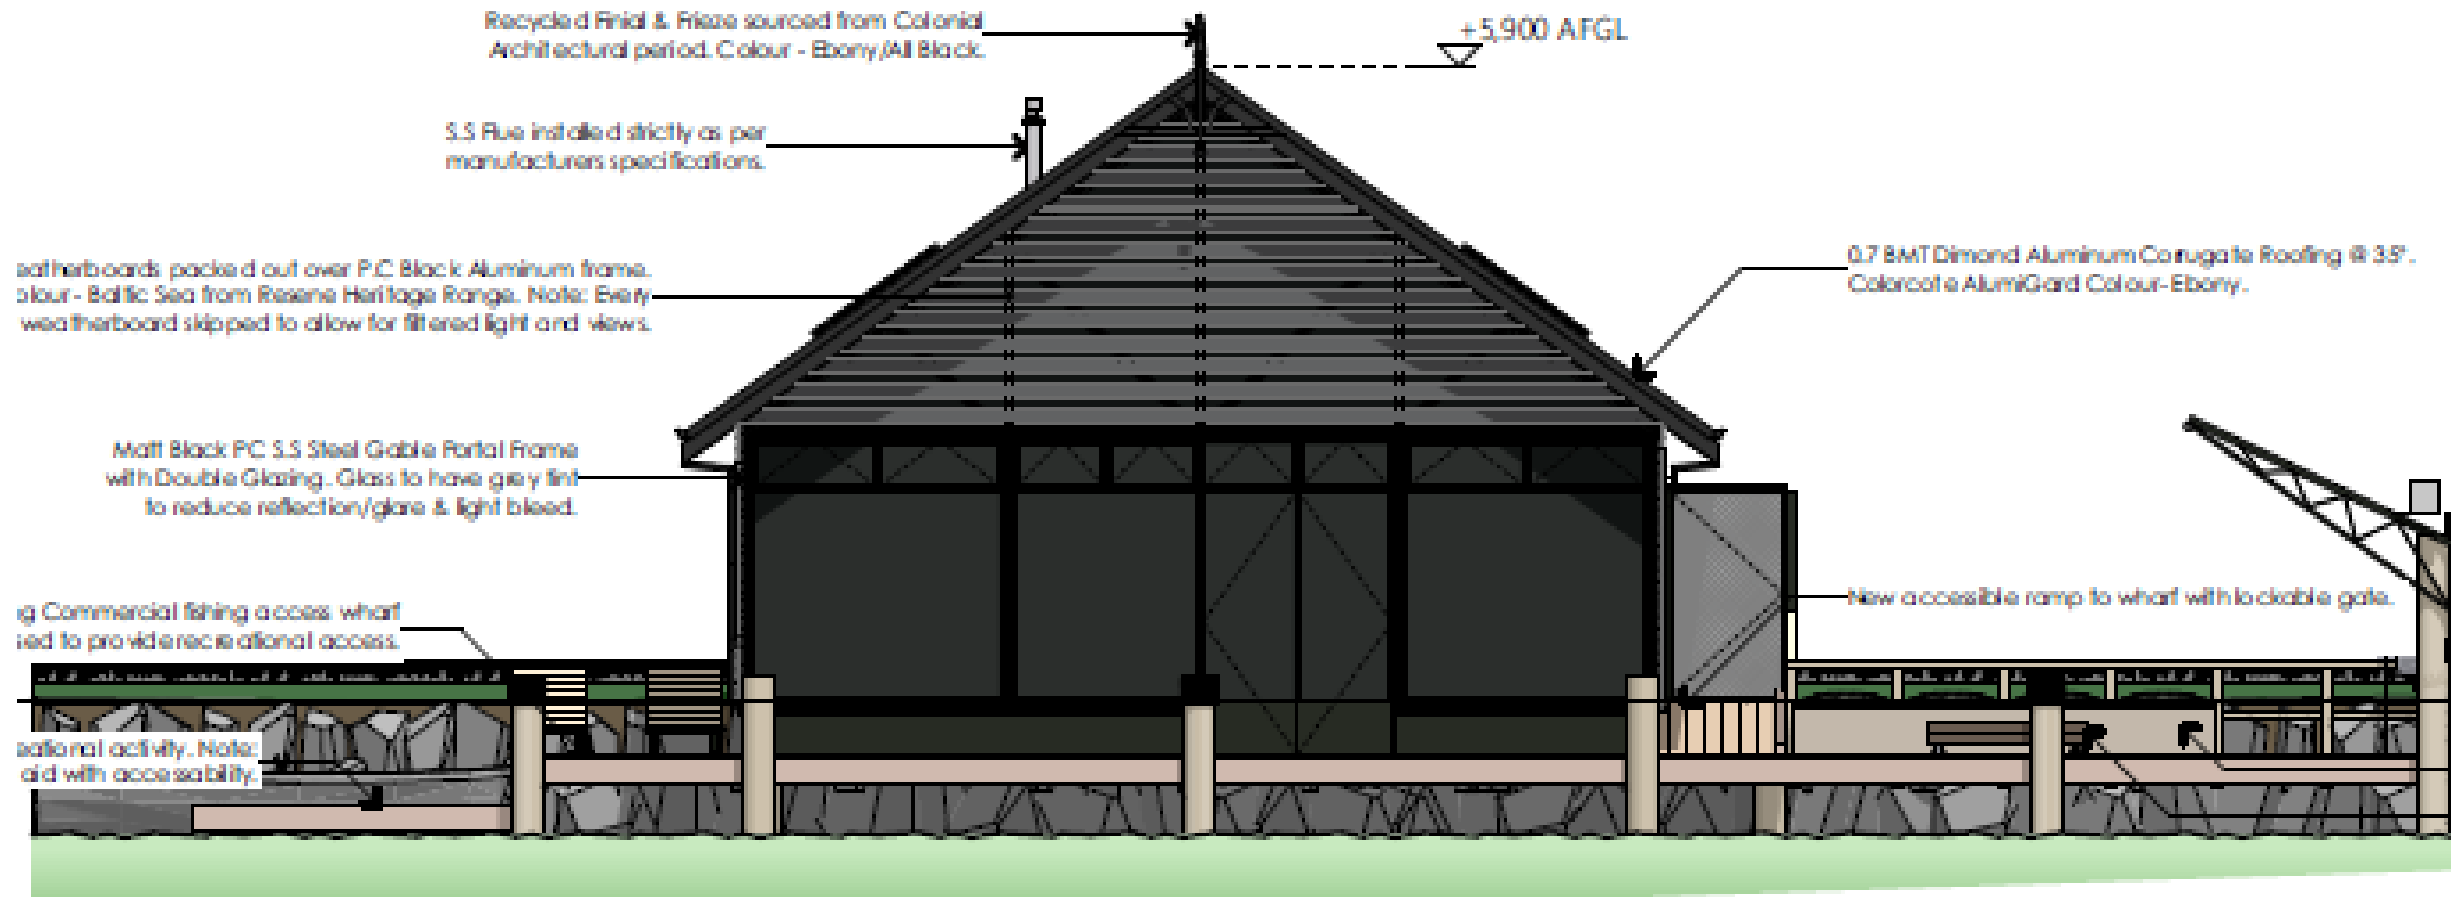 Recycled Finial & Frieze sourced from Colonial
Architectural period. Colour - Ebony/All Black.
+5,900 AFGL
S.S Flue installed strictly as per
manufacturers specifications.
eatherboards packed out over P.C Black Aluminum frame.
olour - Baltic Sea from Resene Heritage Range. Note: Every
weatherboard skipped to allow for filtered light and views.
0.7 BMT Dimond Aluminum Corrugate Roofing @ 35°.
Colorcote AlumiGard Colour- Ebony.
Matt Black PC S.S Steel Gable Portal Frame
with Double Glazing. Glass to have grey tint
to reduce reflection/glare & light bleed.
g Commercial fishing access wharf
sed to provide recreational access.
New accessible ramp to wharf with lockable gate.
eational activity. Note:
aid with accessability.